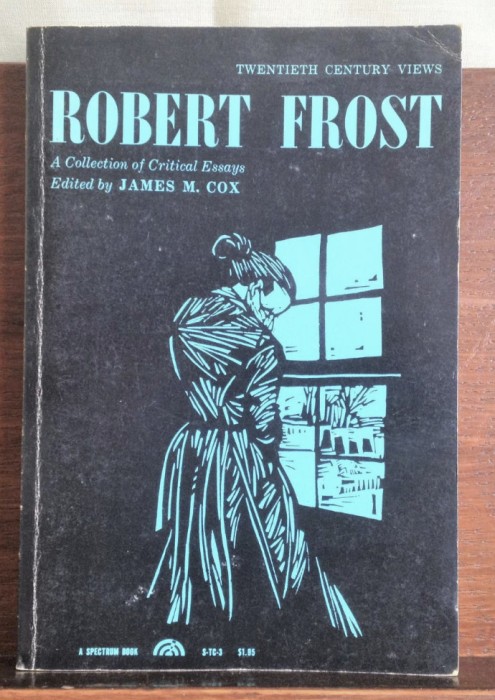 TWENTIETH CENTURY VIEWS
ROBERT FROST
A Collection of Critical Essays
Edited by JAMES M. COX
A SPECTRUM BOOK S-TC-3 $1.95